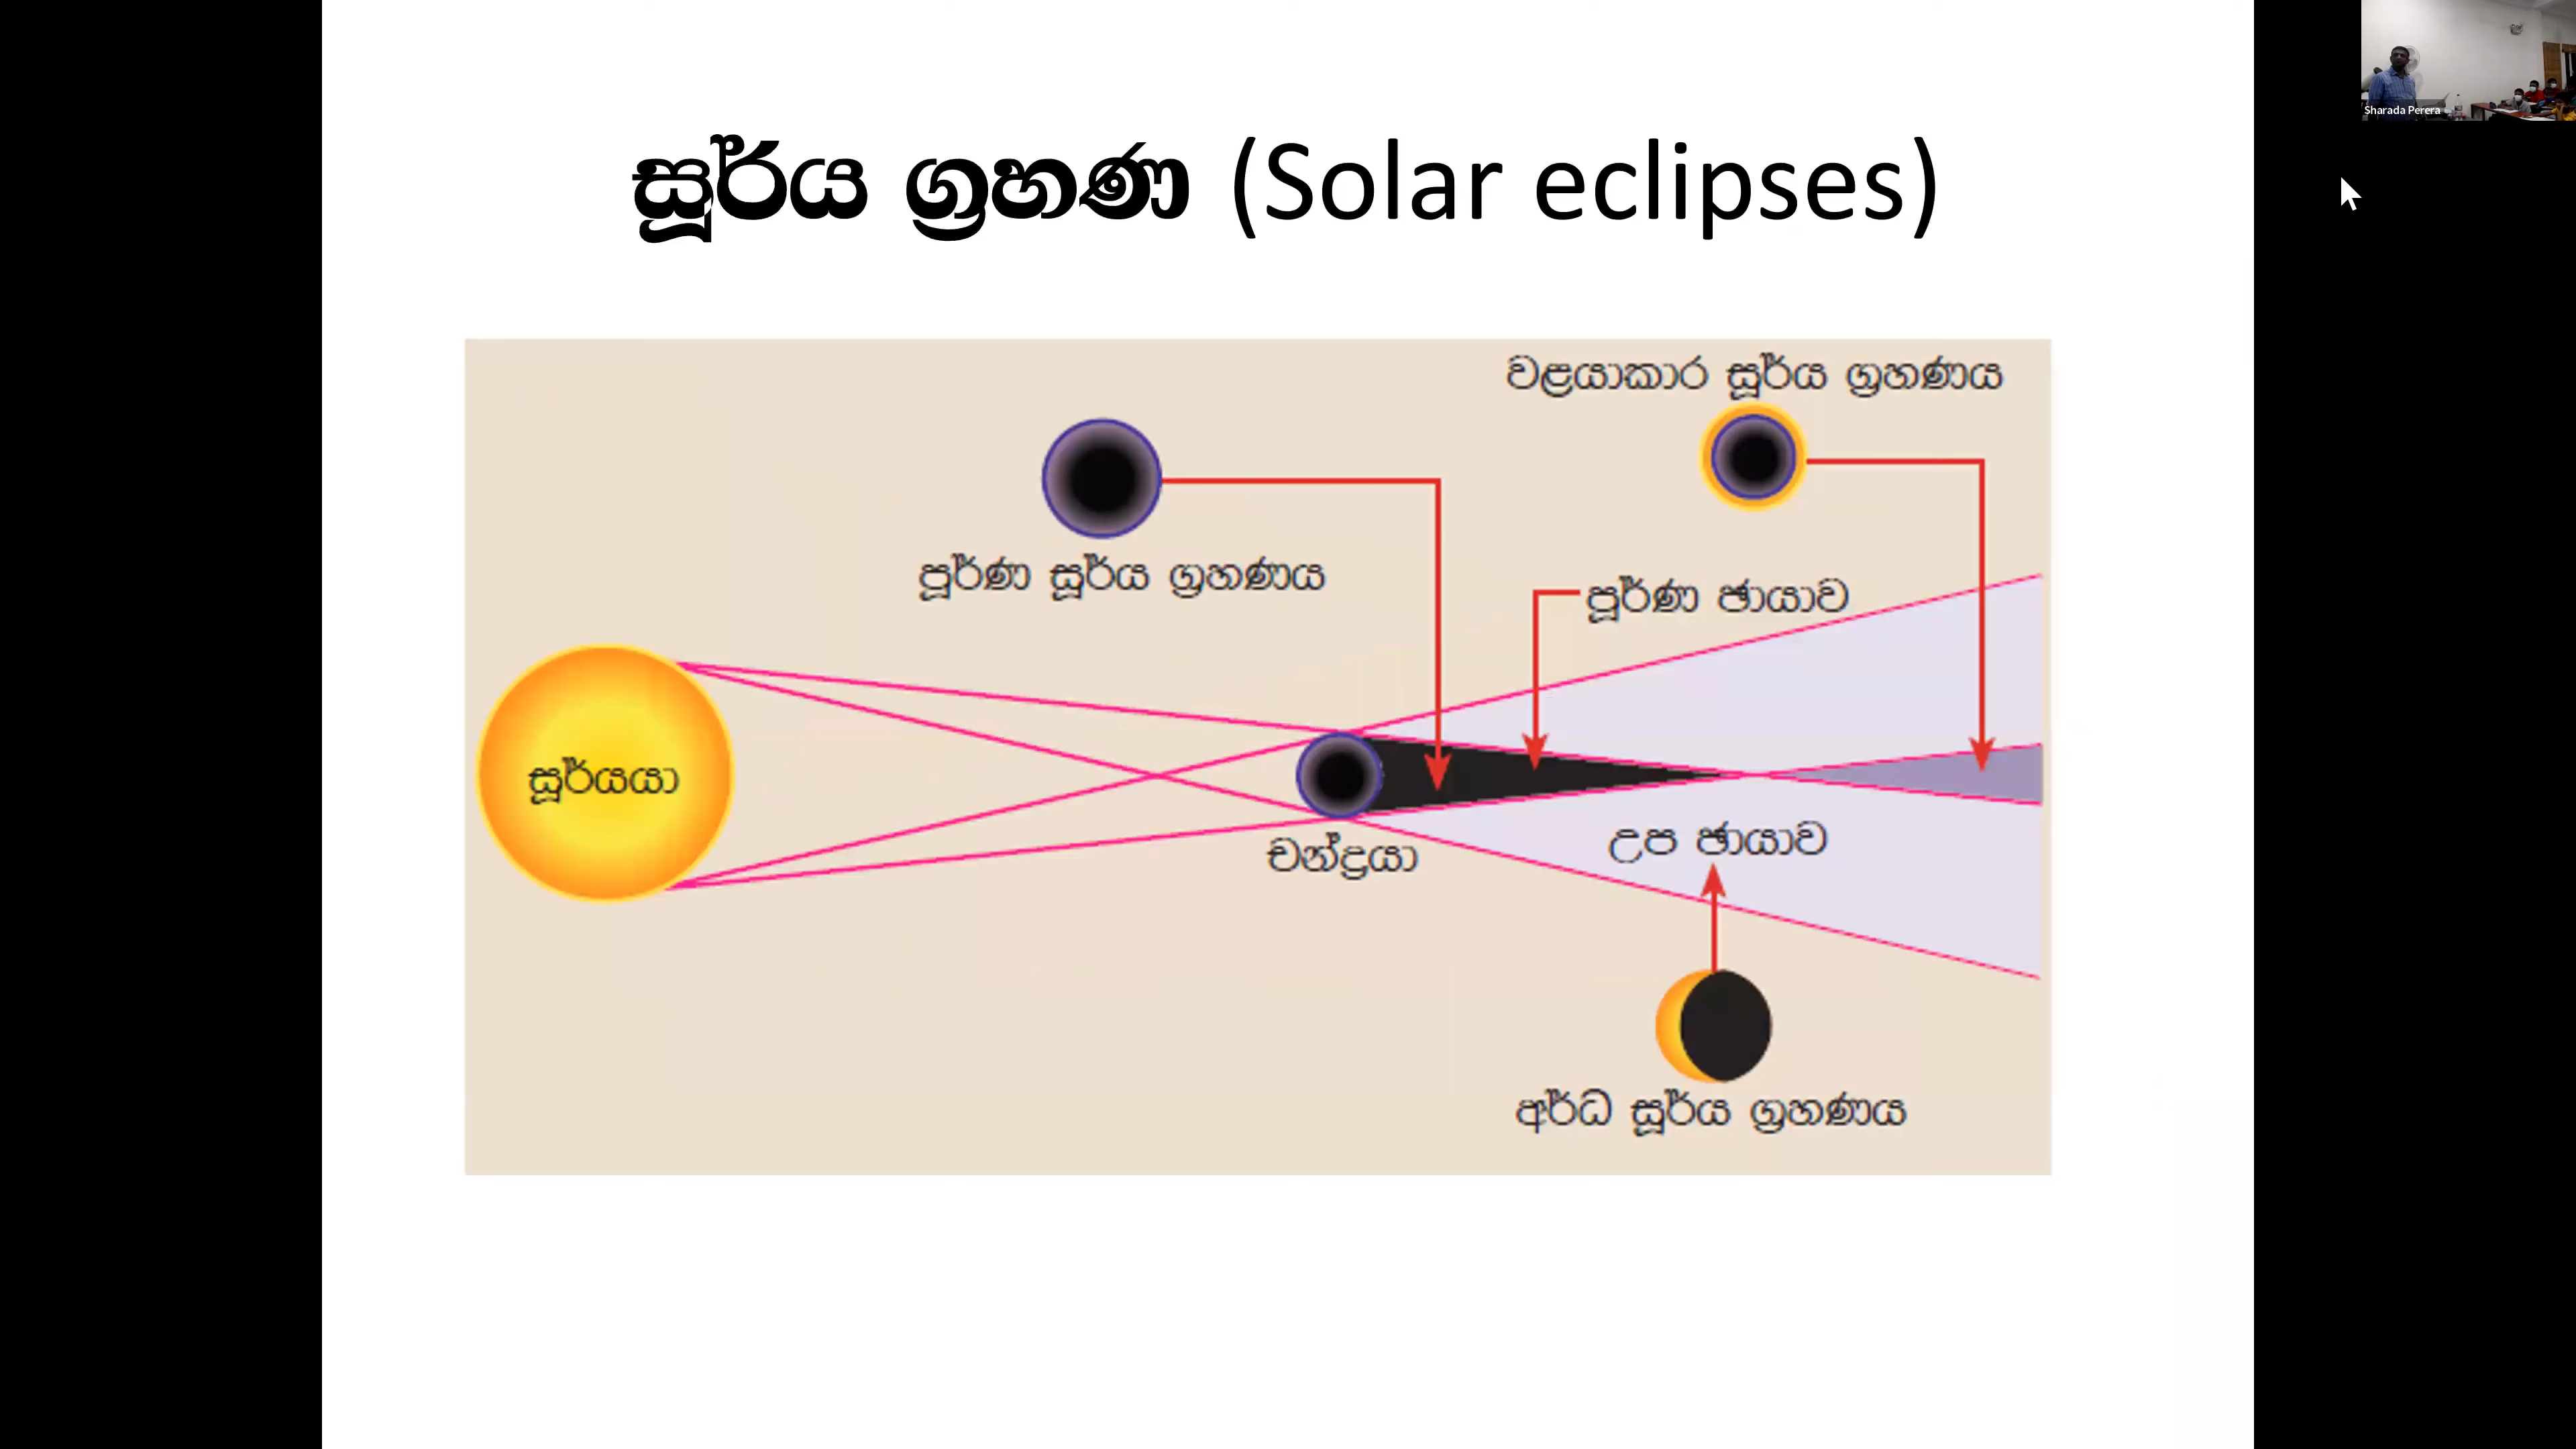 Sharada Perera
සූර්ය ග්‍රහණ (Solar eclipses)
වළයාකාර සූර්ය ග්‍රහණය
පූර්ණ සූර්ය ග්‍රහණය
පූර්ණ ඡායාව
සූර්යයා
චන්ද්‍රයා
උප ඡායාව
අර්ධ සූර්ය ග්‍රහණය